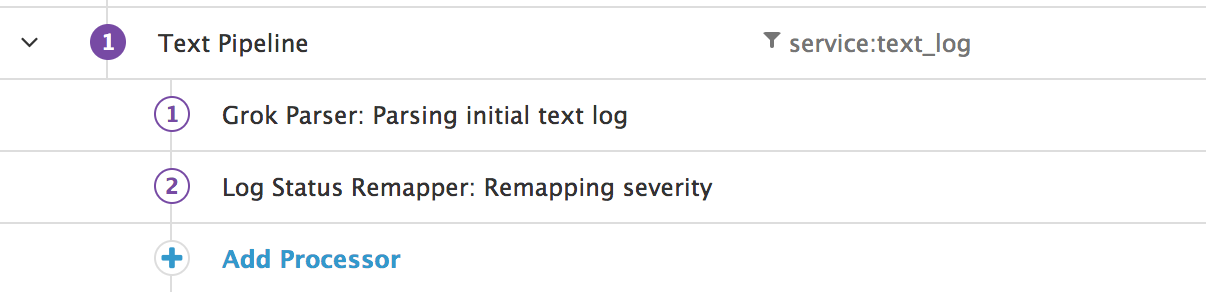 1 Text Pipeline service:text_log
1 Grok Parser: Parsing initial text log
2 Log Status Remapper: Remapping severity
Add Processor